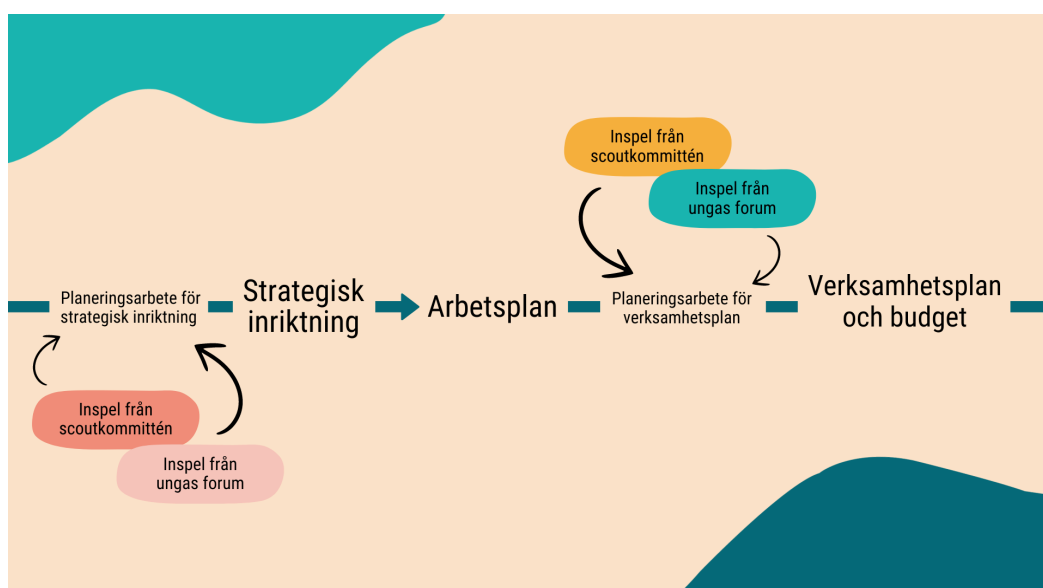 Inspel från
scoutkommittén
Inspel från
ungas forum
Planeringsarbete för
strategisk inriktning
Strategisk
inriktning
Arbetsplan
Planeringsarbete för
verksamhetsplan
Verksamhetsplan
och budget
Inspel från
scoutkommittén
Inspel från
ungas forum